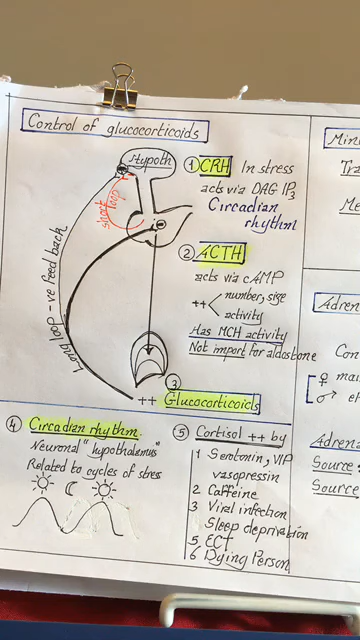 Control of glucocorticoids
Hypoth
short loop
Long loop -ve feed back
① CRH In stress
acts via DAG IP3
Circadian
rhythm
② ACTH
acts via cAMP
++ < number, size
activity
Has MCH activity
Not import for aldostone
③
++ Glucocorticoids
④ Circadian rhythm
Neuronal "hypothalamus"
Related to cycles of stress
⑤ Cortisol ++ by
1 Serotonin, VIP
vasopressin
2 Caffeine
3 Viral infection
Sleep deprivation
5 ECT
6 Dying Person
Mine
Tra
Me
Adren
Con
♀ ma
♂ → e
Adrena
Source :
Source